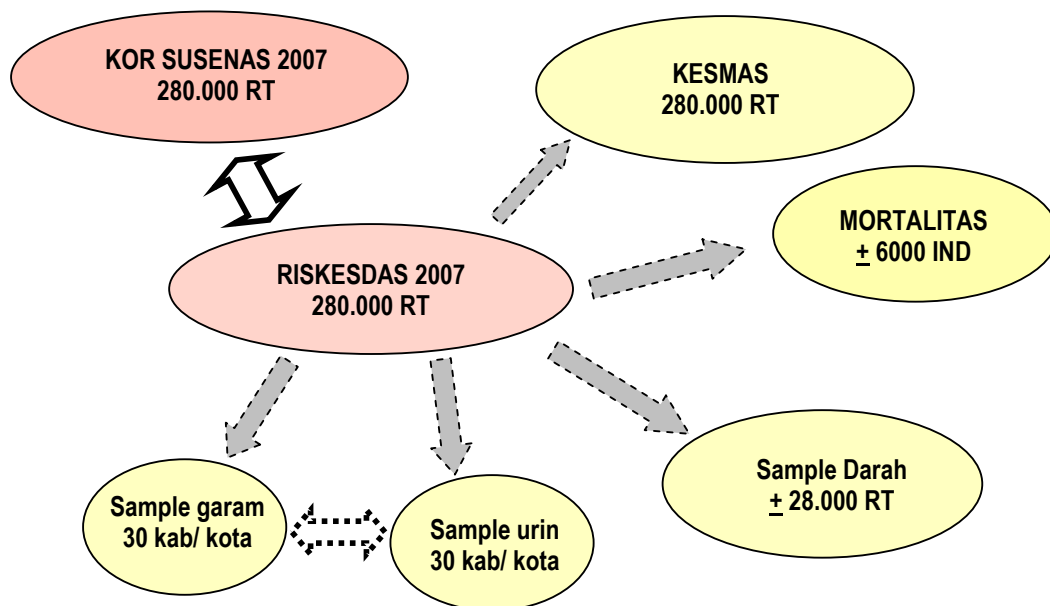 KOR SUSENAS 2007
280.000 RT
KESMAS
280.000 RT
MORTALITAS
+ 6000 IND
RISKESDAS 2007
280.000 RT
Sample Darah
+ 28.000 RT
Sample garam
30 kab/ kota
Sample urin
30 kab/ kota